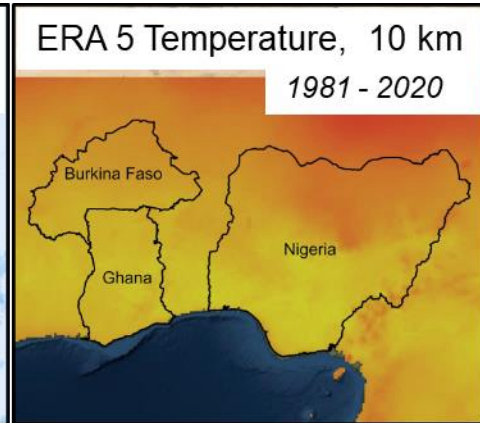 ERA 5 Temperature, 10 km
1981 - 2020
Burkina Faso
Nigeria
Ghana